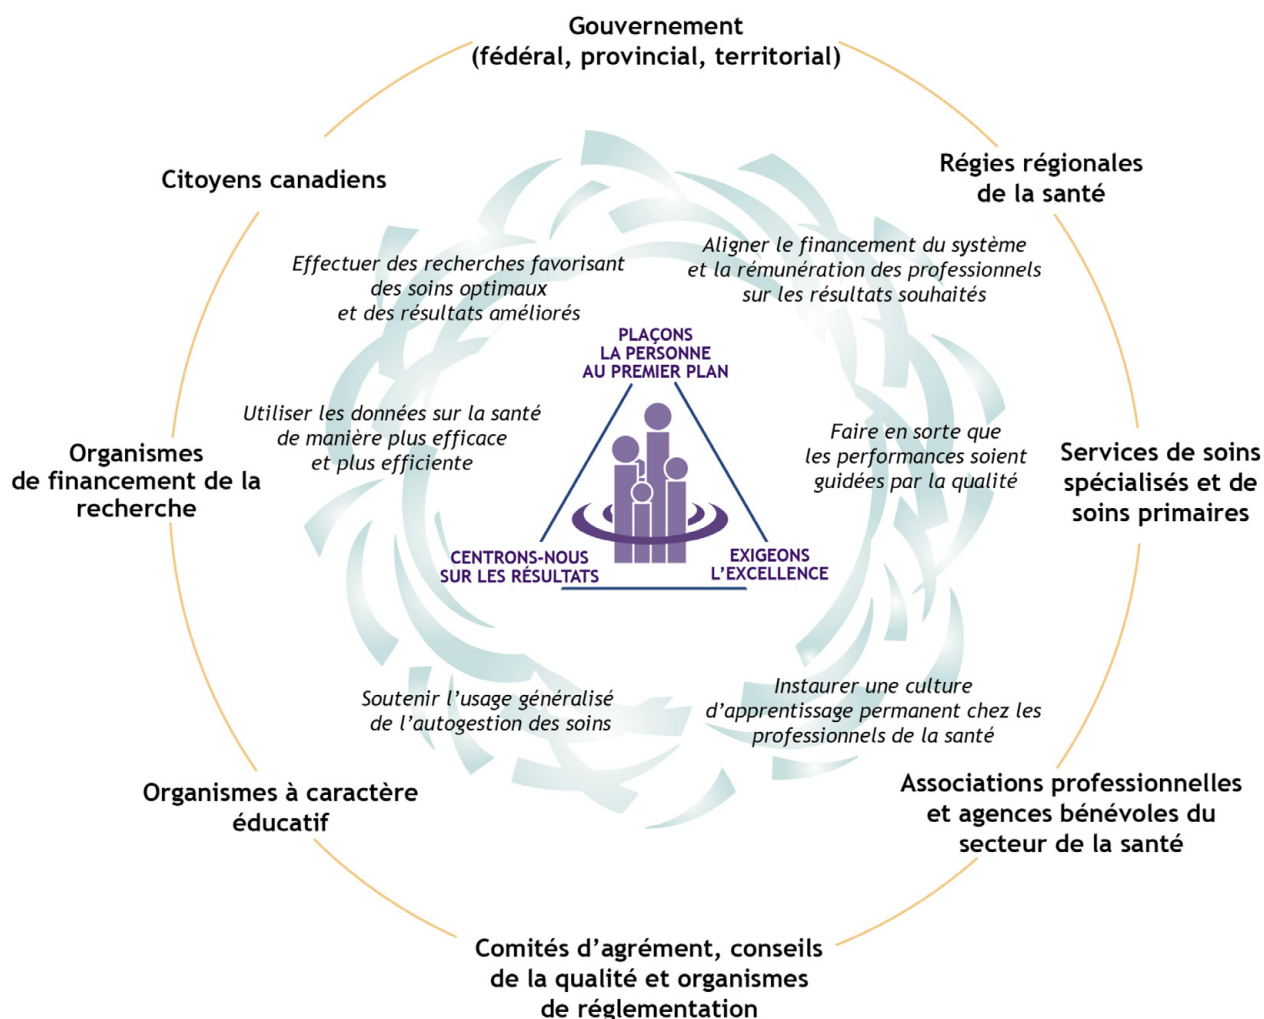 Gouvernement
(fédéral, provincial, territorial)
Citoyens canadiens
Régies régionales
de la santé
Effectuer des recherches favorisant
des soins optimaux
et des résultats améliorés
Aligner le financement du système
et la rémunération des professionnels
sur les résultats souhaités
PLAÇONS
LA PERSONNE
AU PREMIER PLAN
Utiliser les données sur la santé
de manière plus efficace
et plus efficiente
Faire en sorte que
les performances soient
guidées par la qualité
Organismes
de financement de la
recherche
Services de soins
spécialisés et de
soins primaires
CENTRONS-NOUS
SUR LES RÉSULTATS
EXIGEONS
L’EXCELLENCE
Soutenir l’usage généralisé
de l’autogestion des soins
Instaurer une culture
d’apprentissage permanent chez les
professionnels de la santé
Organismes à caractère
éducatif
Associations professionnelles
et agences bénévoles du
secteur de la santé
Comités d’agrément, conseils
de la qualité et organismes
de réglementation